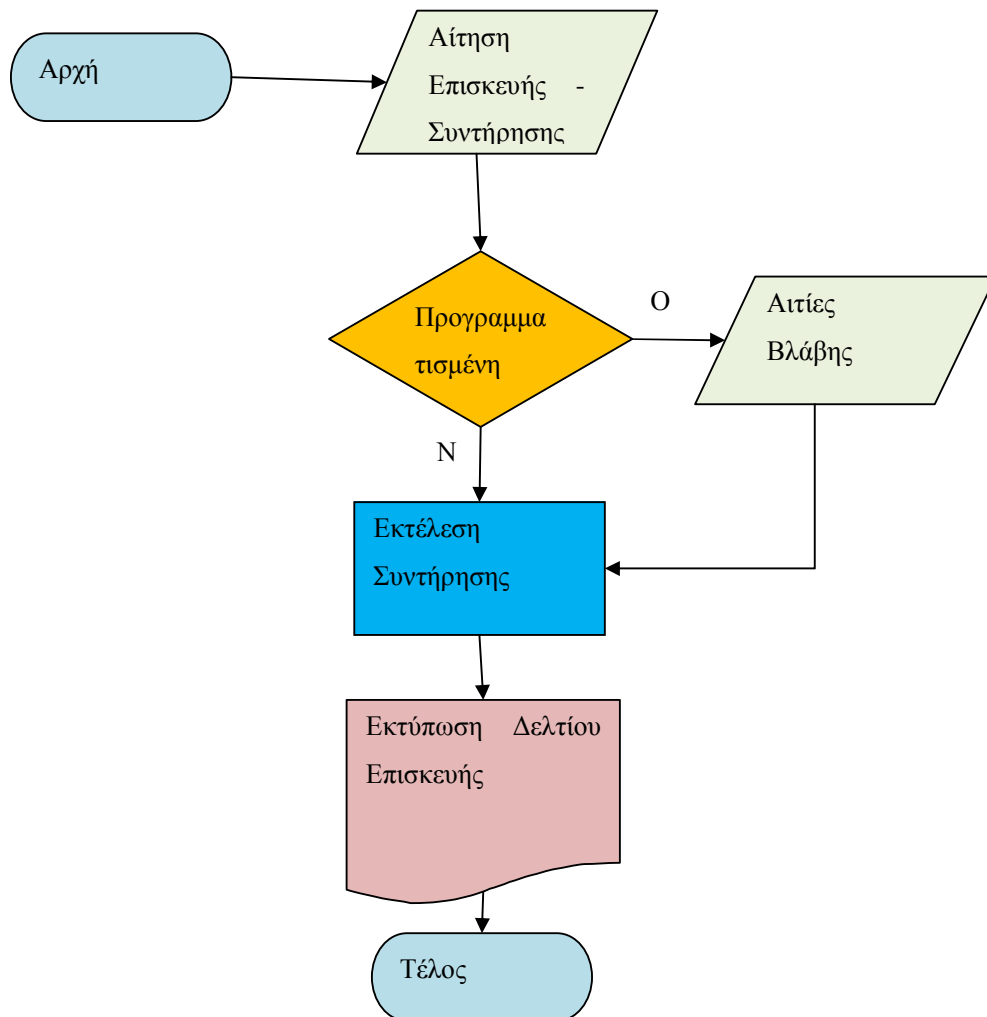 Αρχή
Αίτηση
Επισκευής -
Συντήρησης
Προγραμμα
τισμένη
Ο
Αιτίες
Βλάβης
Ν
Εκτέλεση
Συντήρησης
Εκτύπωση Δελτίου
Επισκευής
Τέλος